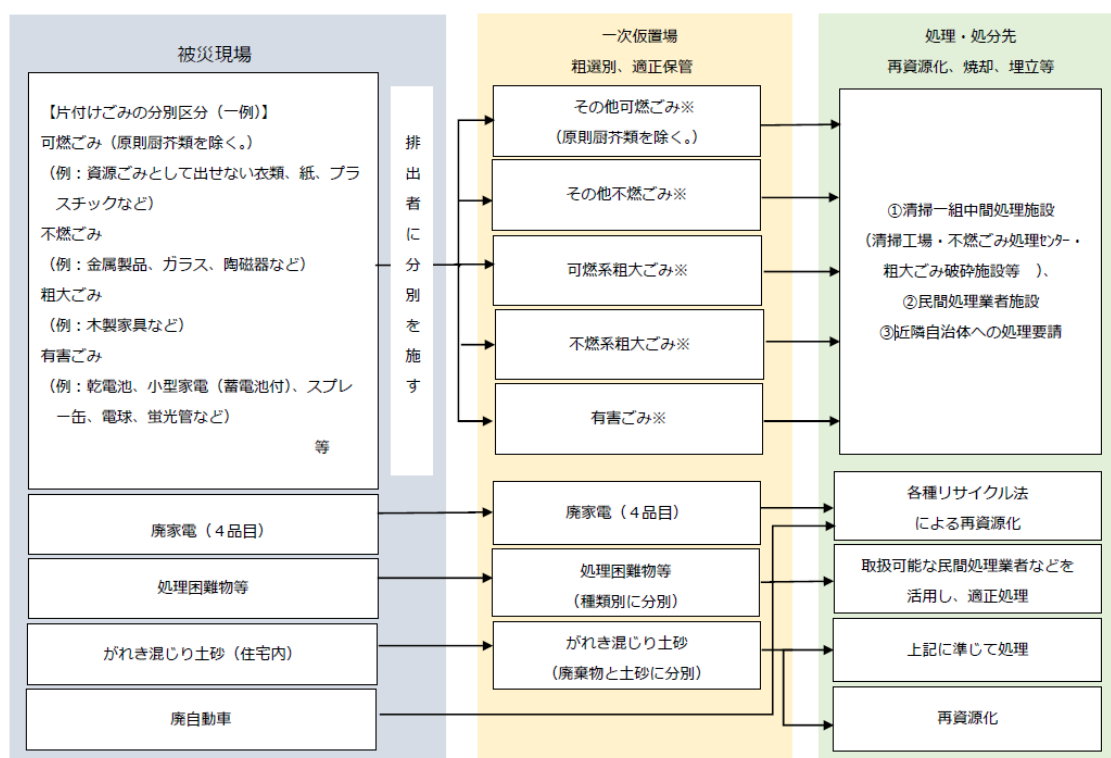 被災現場
【片付けごみの分別区分（一例）】
可燃ごみ（原則厨芥類を除く。）
（例：資源ごみとして出せない衣類、紙、プラ
スチックなど）
不燃ごみ
（例：金属製品、ガラス、陶磁器など）
粗大ごみ
（例：木製家具など）
有害ごみ
（例：乾電池、小型家電（蓄電池付）、スプレ
ー缶、電球、蛍光管など）
等
排出者に分別を施す
廃家電（４品目）
処理困難物等
がれき混じり土砂（住宅内）
廃自動車
一次仮置場
粗選別、適正保管
その他可燃ごみ※
（原則厨芥類を除く。）
その他不燃ごみ※
可燃系粗大ごみ※
不燃系粗大ごみ※
有害ごみ※
廃家電（４品目）
処理困難物等
（種類別に分別）
がれき混じり土砂
（廃棄物と土砂に分別）
処理・処分先
再資源化、焼却、埋立等
①清掃一組中間処理施設
（清掃工場・不燃ごみ処理ｾﾝﾀｰ・
粗大ごみ破砕施設等　）、
②民間処理業者施設
③近隣自治体への処理要請
各種リサイクル法
による再資源化
取扱可能な民間処理業者などを
活用し、適正処理
上記に準じて処理
再資源化